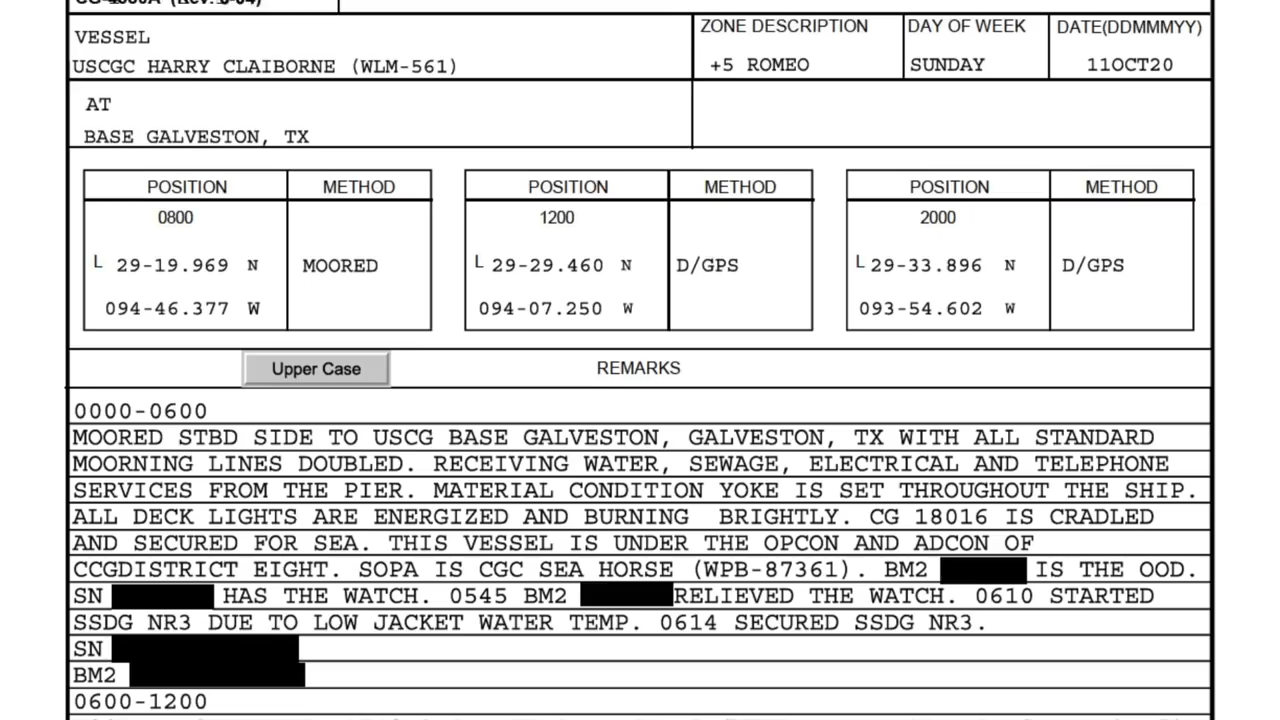 CG-4380A (Rev. 6-04)
VESSEL
USCGC HARRY CLAIBORNE (WLM-561)
ZONE DESCRIPTION
+5 ROMEO
DAY OF WEEK
SUNDAY
DATE(DDMMMYY)
11OCT20
AT
BASE GALVESTON, TX
POSITION METHOD
0800
L 29-19.969 N MOORED
094-46.377 W
POSITION METHOD
1200
L 29-29.460 N D/GPS
094-07.250 W
POSITION METHOD
2000
L 29-33.896 N D/GPS
093-54.602 W
Upper Case
REMARKS
0000-0600
MOORED STBD SIDE TO USCG BASE GALVESTON, GALVESTON, TX WITH ALL STANDARD
MOORNING LINES DOUBLED. RECEIVING WATER, SEWAGE, ELECTRICAL AND TELEPHONE
SERVICES FROM THE PIER. MATERIAL CONDITION YOKE IS SET THROUGHOUT THE SHIP.
ALL DECK LIGHTS ARE ENERGIZED AND BURNING BRIGHTLY. CG 18016 IS CRADLED
AND SECURED FOR SEA. THIS VESSEL IS UNDER THE OPCON AND ADCON OF
CCGDISTRICT EIGHT. SOPA IS CGC SEA HORSE (WPB-87361). BM2 IS THE OOD.
SN HAS THE WATCH. 0545 BM2 RELIEVED THE WATCH. 0610 STARTED
SSDG NR3 DUE TO LOW JACKET WATER TEMP. 0614 SECURED SSDG NR3.
SN
BM2
0600-1200